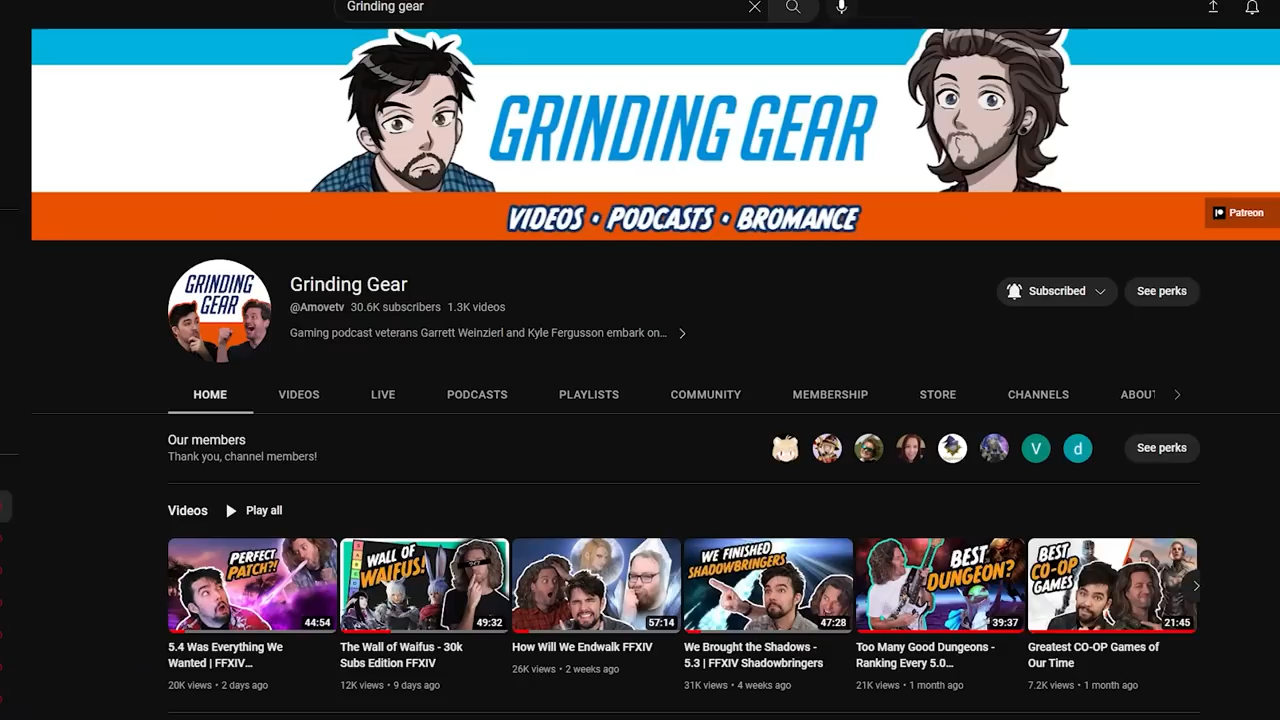 Grinding gear
GRINDING GEAR
VIDEOS • PODCASTS • BROMANCE
Patreon
GRINDING
GEAR
Grinding Gear
@Amovetv 30.6K subscribers 1.3K videos
Gaming podcast veterans Garrett Weinzierl and Kyle Fergusson embark on...
Subscribed
See perks
HOME VIDEOS LIVE PODCASTS PLAYLISTS COMMUNITY MEMBERSHIP STORE CHANNELS ABOUT
Our members
Thank you, channel members!
V d
See perks
Videos Play all
PERFECT
PATCH?!
44:54
WALL OF
WAIFUS!
49:32
57:14
WE FINISHED
SHADOWBRINGERS
47:28
BEST
DUNGEON?
39:37
BEST
CO-OP
GAMES
21:45
5.4 Was Everything We
Wanted | FFXIV...
20K views • 2 days ago
The Wall of Waifus - 30k
Subs Edition FFXIV
12K views • 9 days ago
How Will We Endwalk FFXIV
26K views • 2 weeks ago
We Brought the Shadows -
5.3 | FFXIV Shadowbringers
31K views • 4 weeks ago
Too Many Good Dungeons -
Ranking Every 5.0...
21K views • 1 month ago
Greatest CO-OP Games of
Our Time
7.2K views • 1 month ago